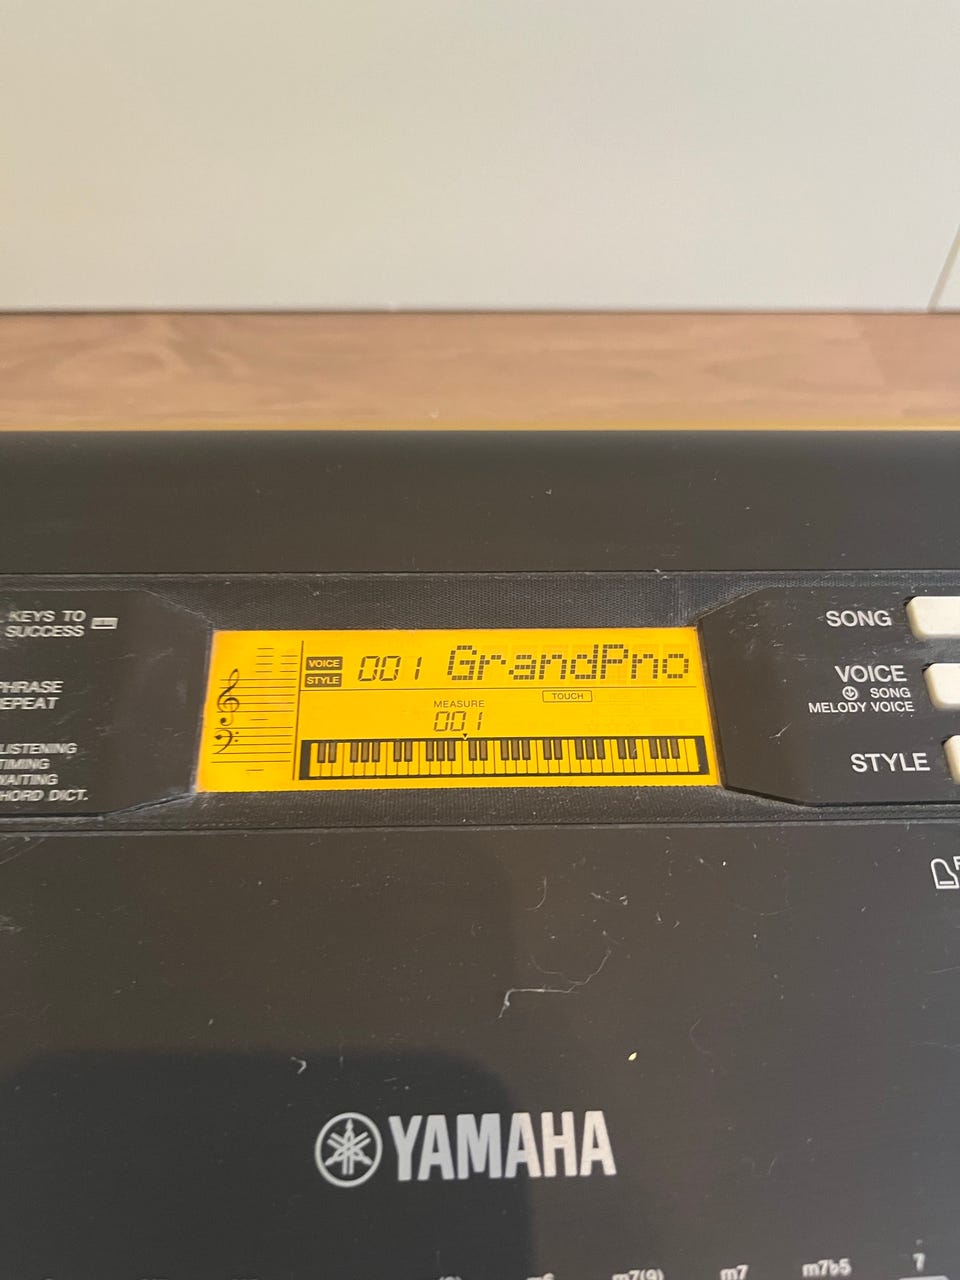 KEYS TO
SUCCESS
PHRASE
REPEAT
LISTENING
TIMING
WAITING
CHORD DICT.
VOICE
STYLE
001 GrandPno
TOUCH
MEASURE
001
SONG
VOICE
SONG
MELODY VOICE
STYLE
YAMAHA
m6 m7(9) m7 m7b5 7